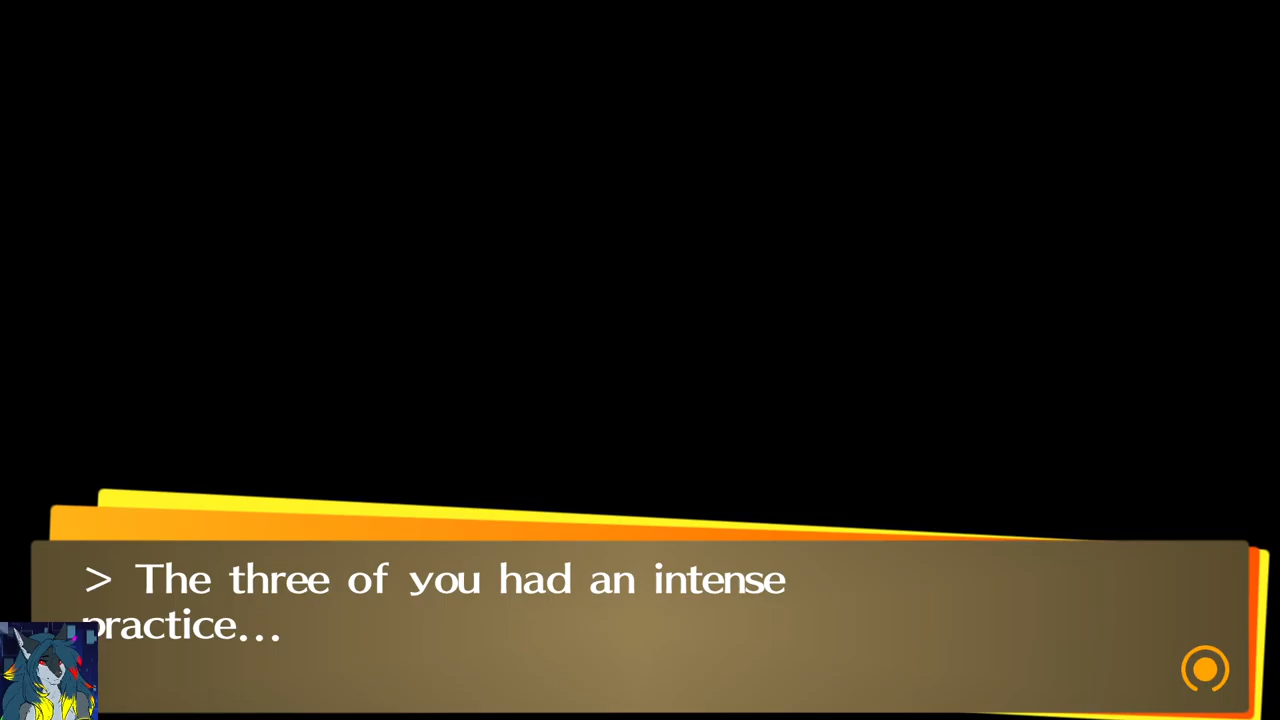 > The three of you had an intense
practice...